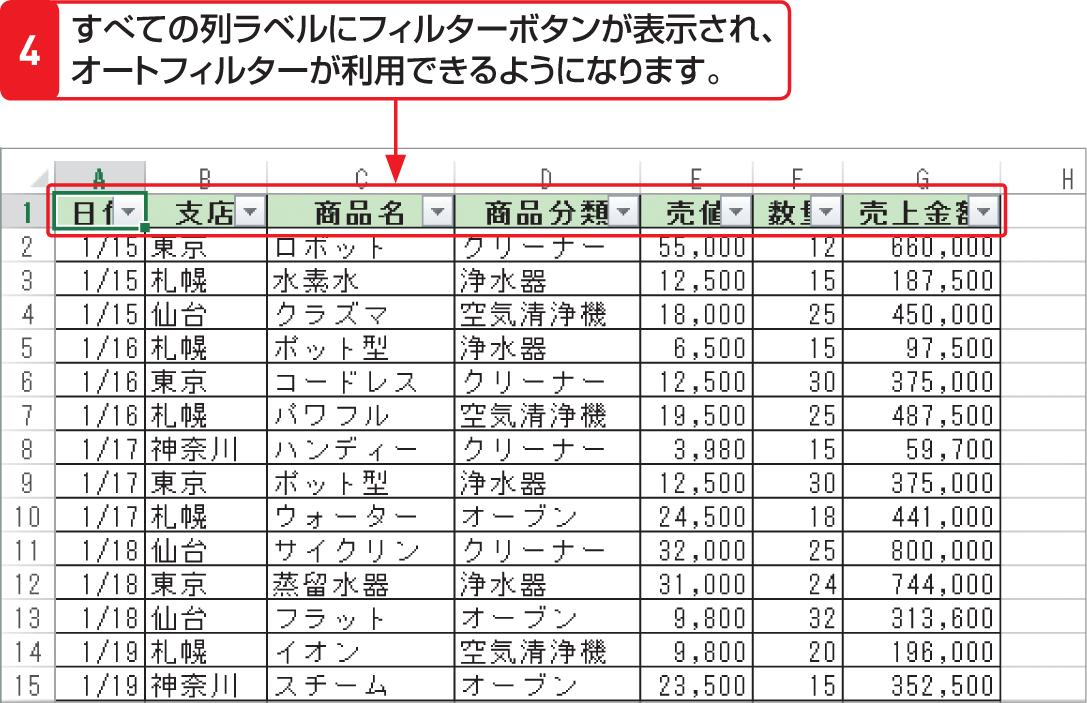 4
すべての列ラベルにフィルターボタンが表示され、
オートフィルターが利用できるようになります。
A B C D E F G H
1 日付 支店 商品名 商品分類 売値 数量 売上金額
2 1/15 東京 ロボット クリーナー 55,000 12 660,000
3 1/15 札幌 水素水 浄水器 12,500 15 187,500
4 1/15 仙台 クラズマ 空気清浄機 18,000 25 450,000
5 1/16 札幌 ポット型 浄水器 6,500 15 97,500
6 1/16 東京 コードレス クリーナー 12,500 30 375,000
7 1/16 札幌 パワフル 空気清浄機 19,500 25 487,500
8 1/17 神奈川 ハンディー クリーナー 3,980 15 59,700
9 1/17 東京 ポット型 浄水器 12,500 30 375,000
10 1/17 札幌 ウォーター オーブン 24,500 18 441,000
11 1/18 仙台 サイクリン クリーナー 32,000 25 800,000
12 1/18 東京 蒸留水器 浄水器 31,000 24 744,000
13 1/18 仙台 フラット オーブン 9,800 32 313,600
14 1/19 札幌 イオン 空気清浄機 9,800 20 196,000
15 1/19 神奈川 スチーム オーブン 23,500 15 352,500